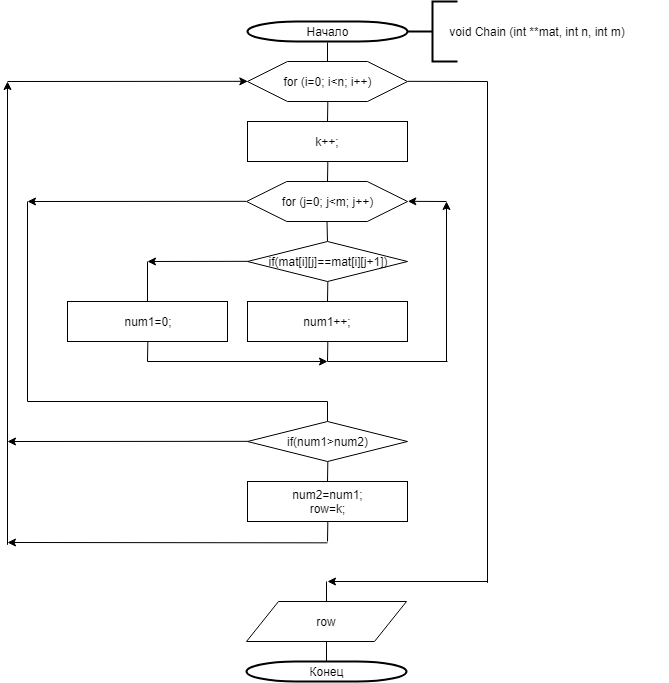 Начало
void Chain (int **mat, int n, int m)
for (i=0; i<n; i++)
k++;
for (j=0; j<m; j++)
if(mat[i][j]==mat[i][j+1])
num1=0;
num1++;
if(num1>num2)
num2=num1;
row=k;
row
Конец